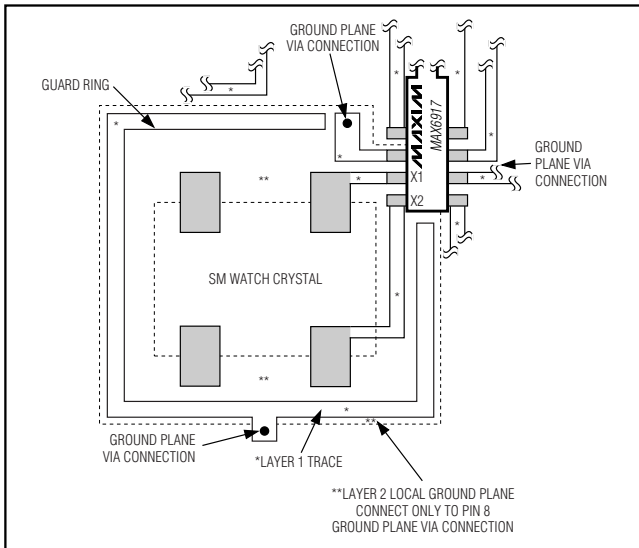 GROUND PLANE
VIA CONNECTION
GUARD RING
*
*
*
*
*
**
MAXIM
MAX6917
GROUND
PLANE VIA
CONNECTION
*
*
*
X1
X2
*
SM WATCH CRYSTAL
*
*
**
*
**
GROUND PLANE
VIA CONNECTION
*LAYER 1 TRACE
**LAYER 2 LOCAL GROUND PLANE
CONNECT ONLY TO PIN 8
GROUND PLANE VIA CONNECTION